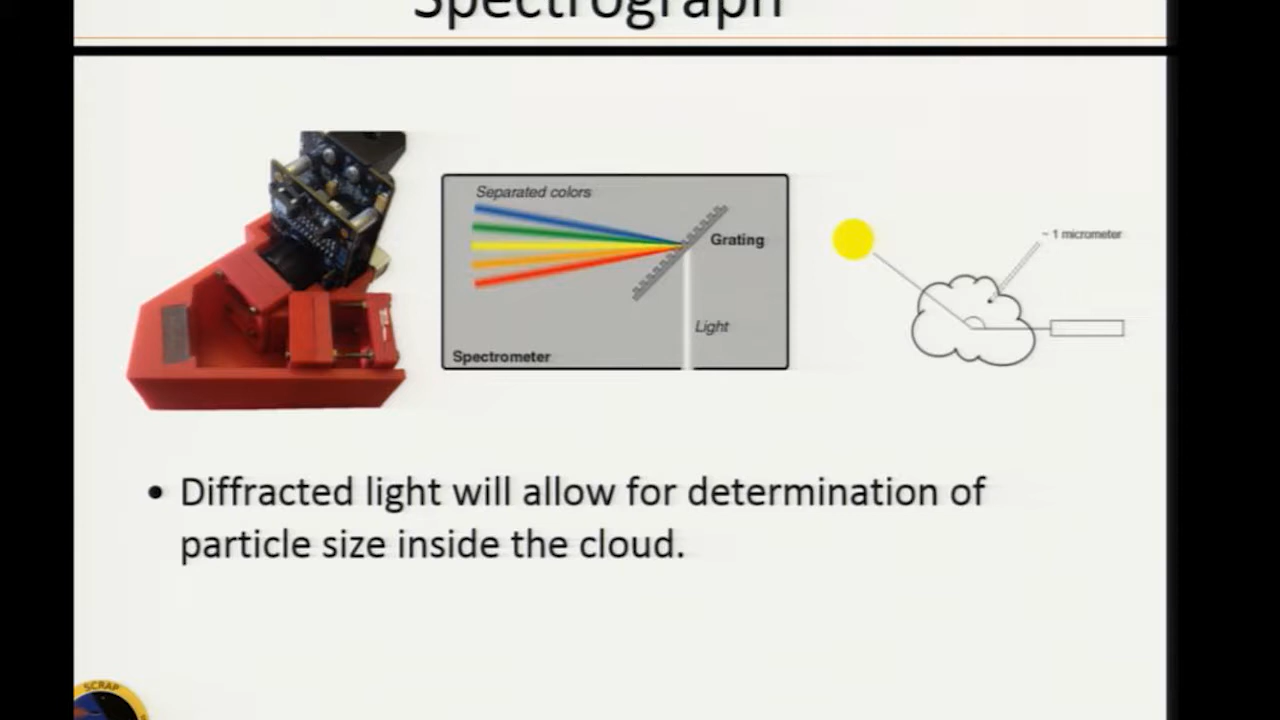 Spectrograph
Separated colors
Grating
~ 1 micrometer
Light
Spectrometer
• Diffracted light will allow for determination of
particle size inside the cloud.
SCRAP